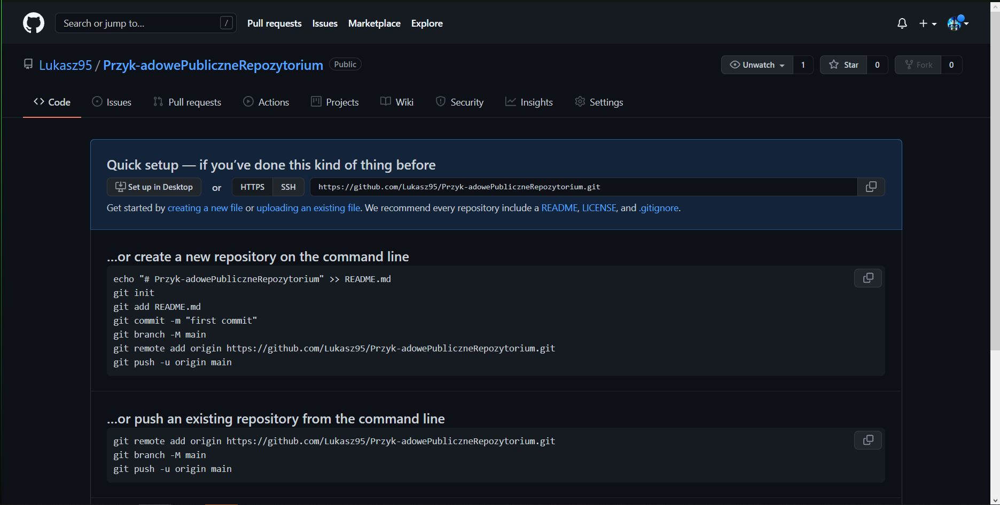 Search or jump to... /
Pull requests Issues Marketplace Explore
Lukasz95 / Przyk-adowePubliczneRepozytorium Public
Unwatch 1 Star 0 Fork 0
Code Issues Pull requests Actions Projects Wiki Security Insights Settings
Quick setup — if you’ve done this kind of thing before
Set up in Desktop or HTTPS SSH https://github.com/Lukasz95/Przyk-adowePubliczneRepozytorium.git
Get started by creating a new file or uploading an existing file. We recommend every repository include a README, LICENSE, and .gitignore.
…or create a new repository on the command line
echo "# Przyk-adowePubliczneRepozytorium" >> README.md
git init
git add README.md
git commit -m "first commit"
git branch -M main
git remote add origin https://github.com/Lukasz95/Przyk-adowePubliczneRepozytorium.git
git push -u origin main
…or push an existing repository from the command line
git remote add origin https://github.com/Lukasz95/Przyk-adowePubliczneRepozytorium.git
git branch -M main
git push -u origin main